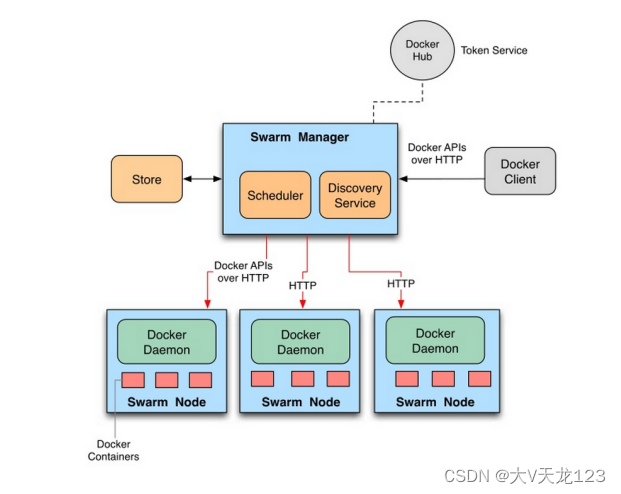 Docker
Hub
Token Service
Swarm Manager
Docker APIs
over HTTP
Store
Scheduler
Discovery
Service
Docker
Client
Docker APIs
over HTTP
HTTP
HTTP
Docker
Daemon
Swarm Node
Docker
Daemon
Swarm Node
Docker
Daemon
Swarm Node
Docker
Containers
CSDN @大V天龙123